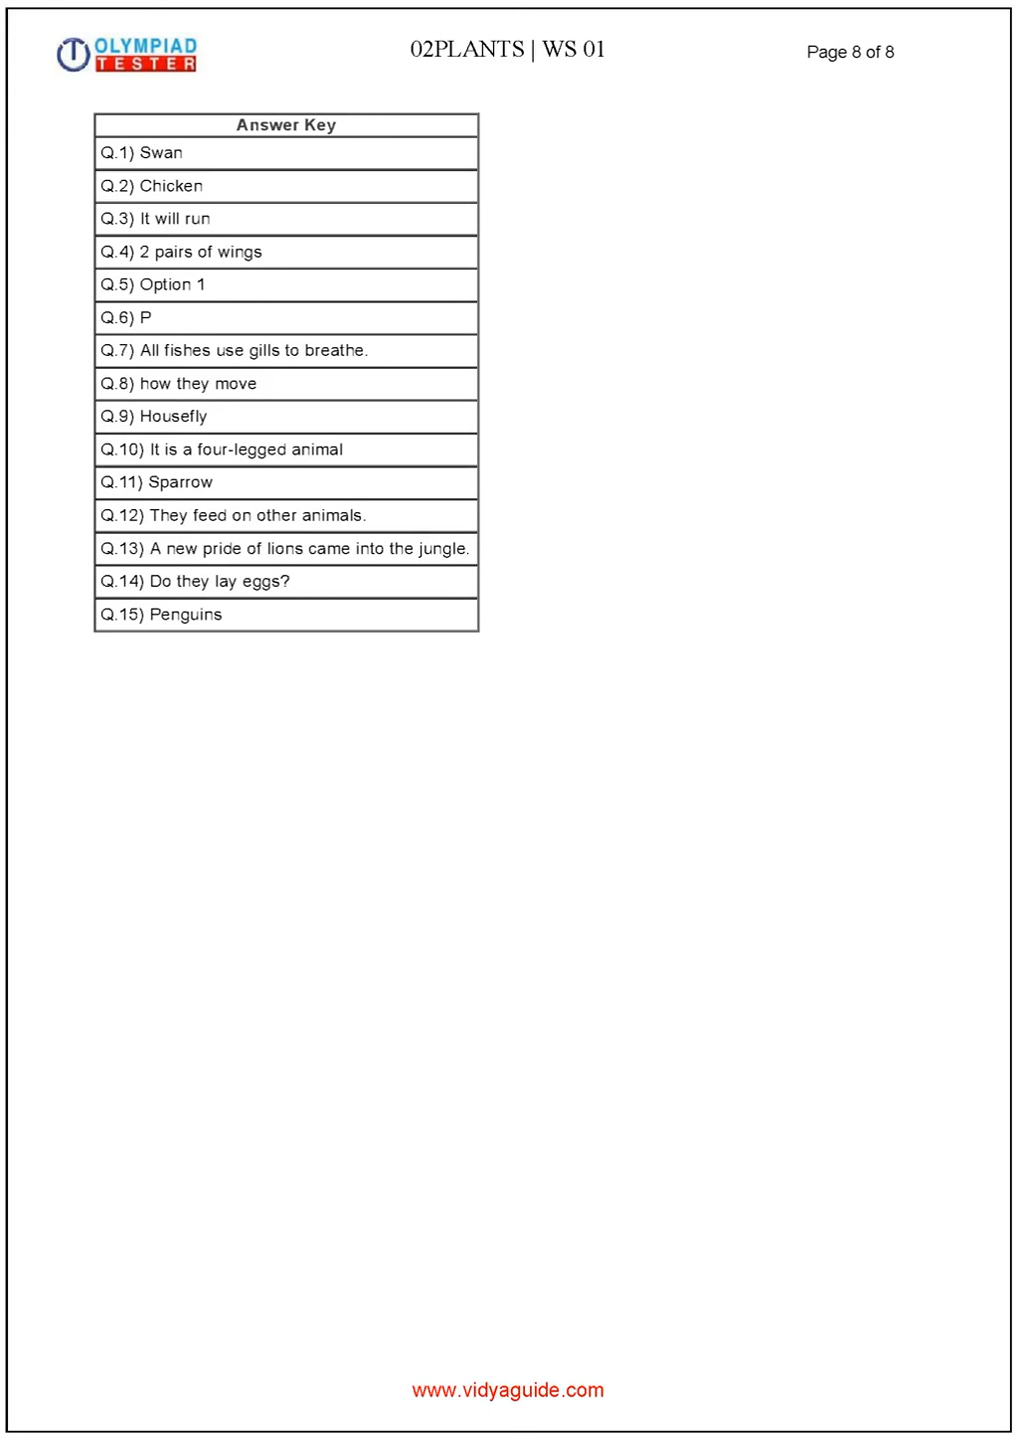 OLYMPIAD
TESTER
02PLANTS | WS 01
Page 8 of 8
Answer Key
Q.1) Swan
Q.2) Chicken
Q.3) It will run
Q.4) 2 pairs of wings
Q.5) Option 1
Q.6) P
Q.7) All fishes use gills to breathe.
Q.8) how they move
Q.9) Housefly
Q.10) It is a four-legged animal
Q.11) Sparrow
Q.12) They feed on other animals.
Q.13) A new pride of lions came into the jungle.
Q.14) Do they lay eggs?
Q.15) Penguins
www.vidyaguide.com